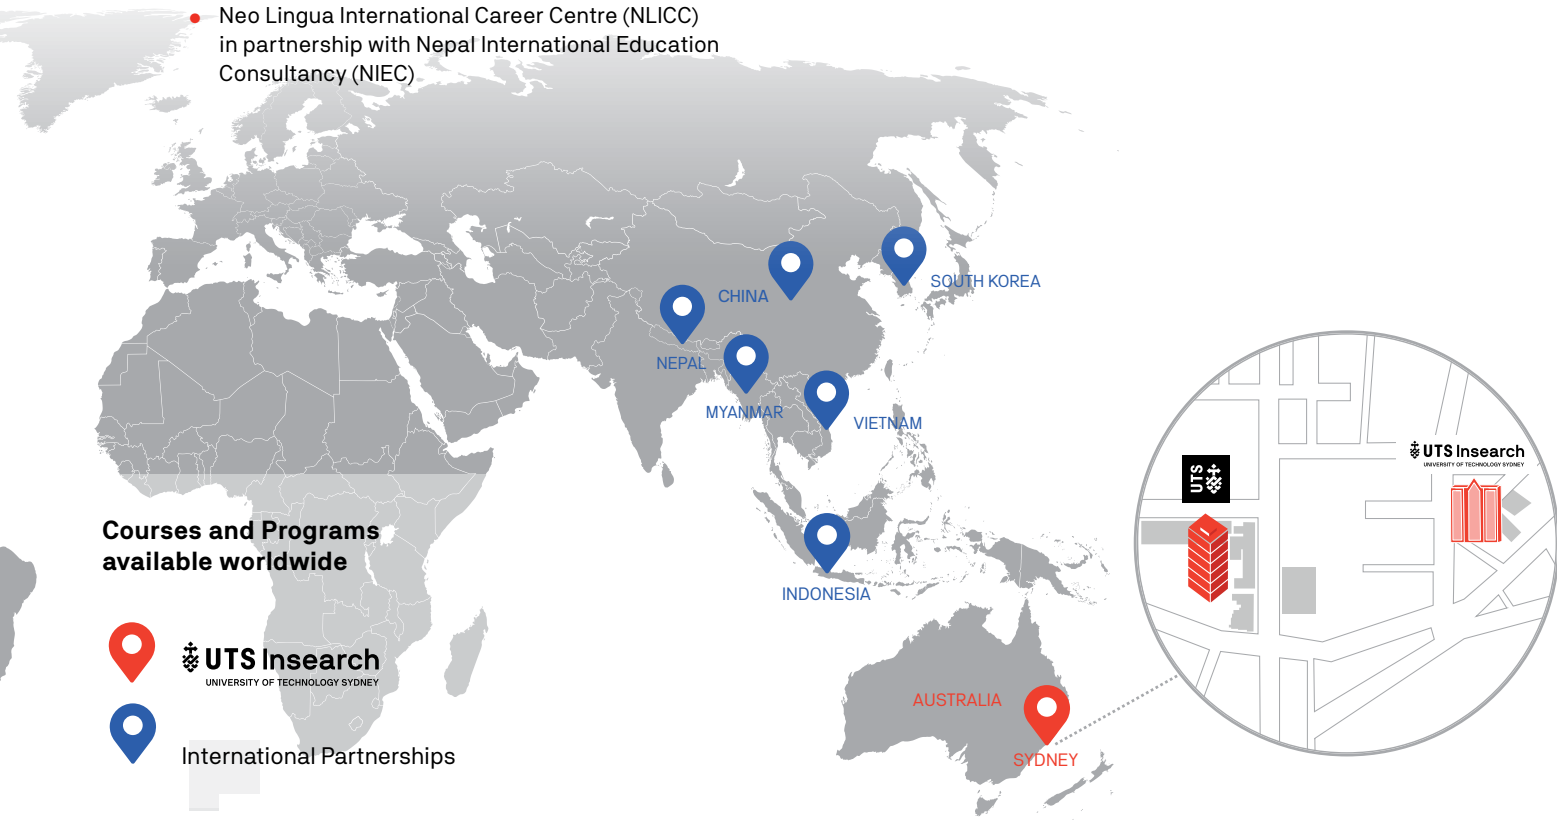 Neo Lingua International Career Centre (NLICC)
in partnership with Nepal International Education
Consultancy (NIEC)
SOUTH KOREA
CHINA
NEPAL
MYANMAR
VIETNAM
INDONESIA
AUSTRALIA
SYDNEY
UTS
UTS Insearch
UNIVERSITY OF TECHNOLOGY SYDNEY
Courses and Programs
available worldwide
UTS Insearch
UNIVERSITY OF TECHNOLOGY SYDNEY
International Partnerships